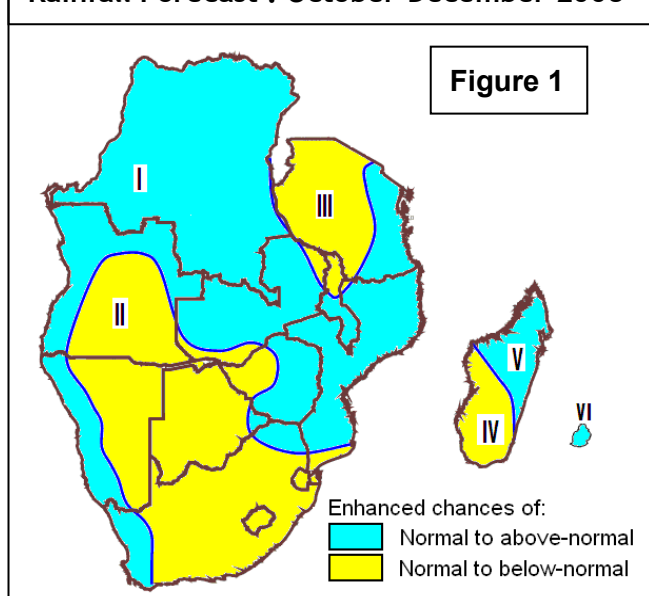 Figure 1
I
III
II
V
VI
IV
Enhanced chances of:
Normal to above-normal
Normal to below-normal